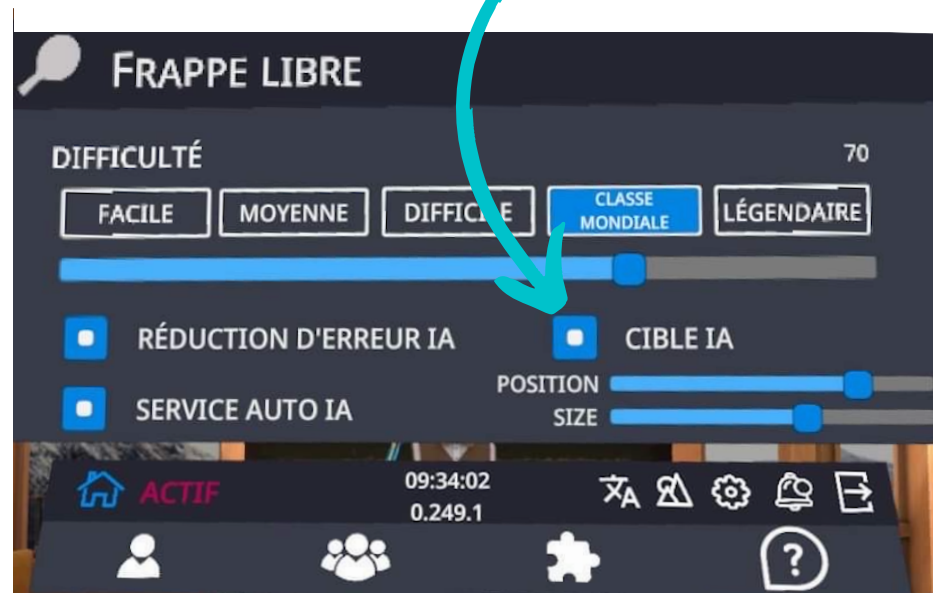 FRAPPE LIBRE
DIFFICULTÉ 70
FACILE MOYENNE DIFFICILE CLASSE MONDIALE LÉGENDAIRE
RÉDUCTION D'ERREUR IA CIBLE IA
POSITION
SERVICE AUTO IA SIZE
ACTIF 09:34:02
0.249.1